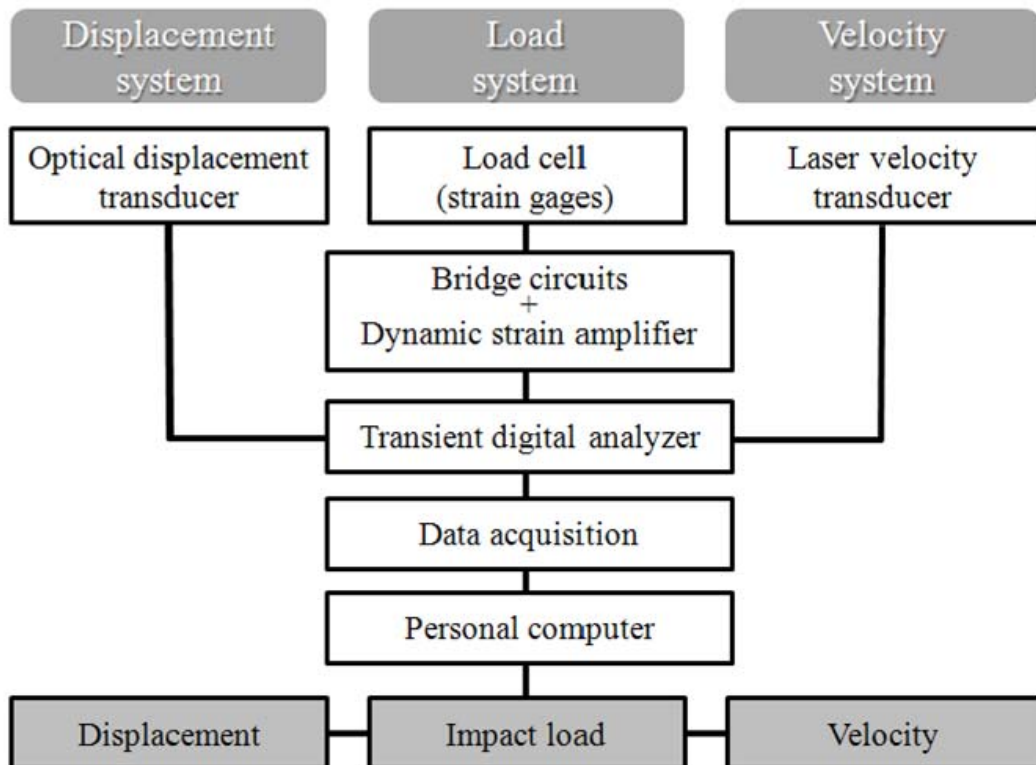 Displacement
system
Load
system
Velocity
system
Optical displacement
transducer
Load cell
(strain gages)
Laser velocity
transducer
Bridge circuits
+
Dynamic strain amplifier
Transient digital analyzer
Data acquisition
Personal computer
Displacement
Impact load
Velocity